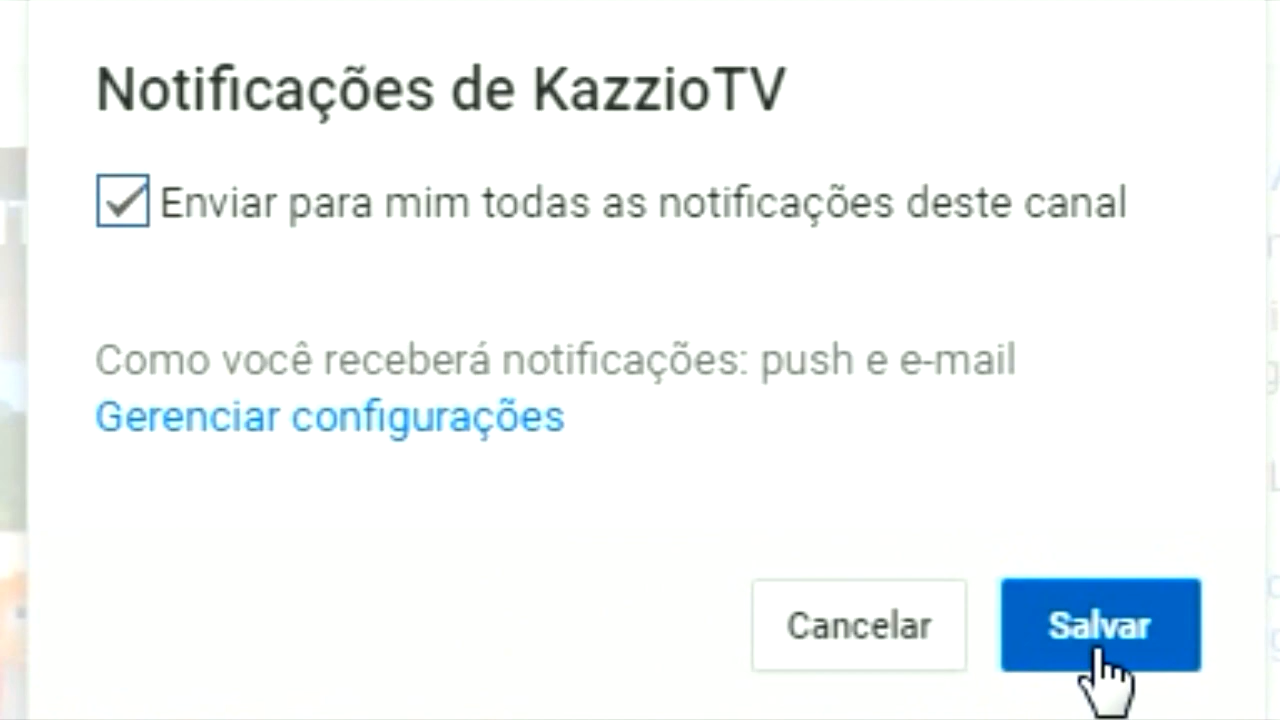 Notificações de KazzioTV
Enviar para mim todas as notificações deste canal
Como você receberá notificações: push e e-mail
Gerenciar configurações
Cancelar
Salvar